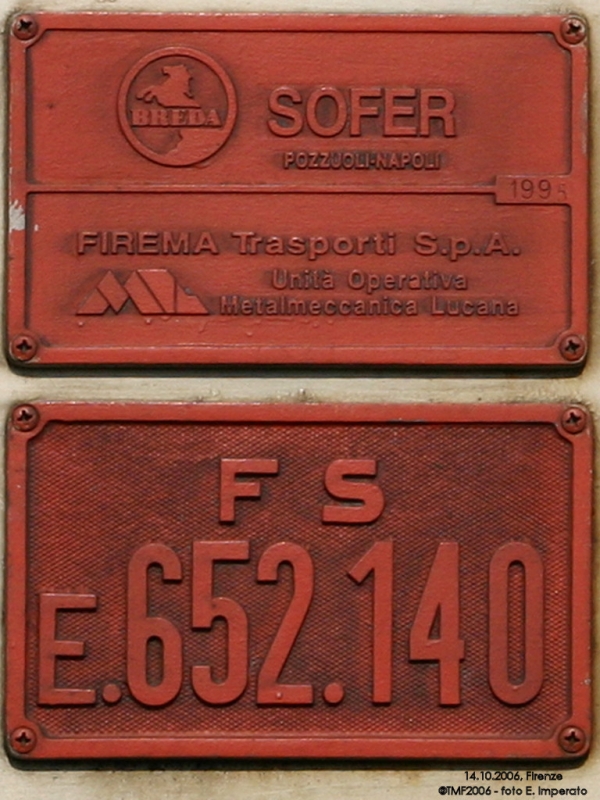 BREDA
SOFER
POZZUOLI-NAPOLI
1995
FIREMA Trasporti S.p.A.
Unità Operativa
Metalmeccanica Lucana
F S
E.652.140
14.10.2006, Firenze
©TMF2006 - foto E. Imperato